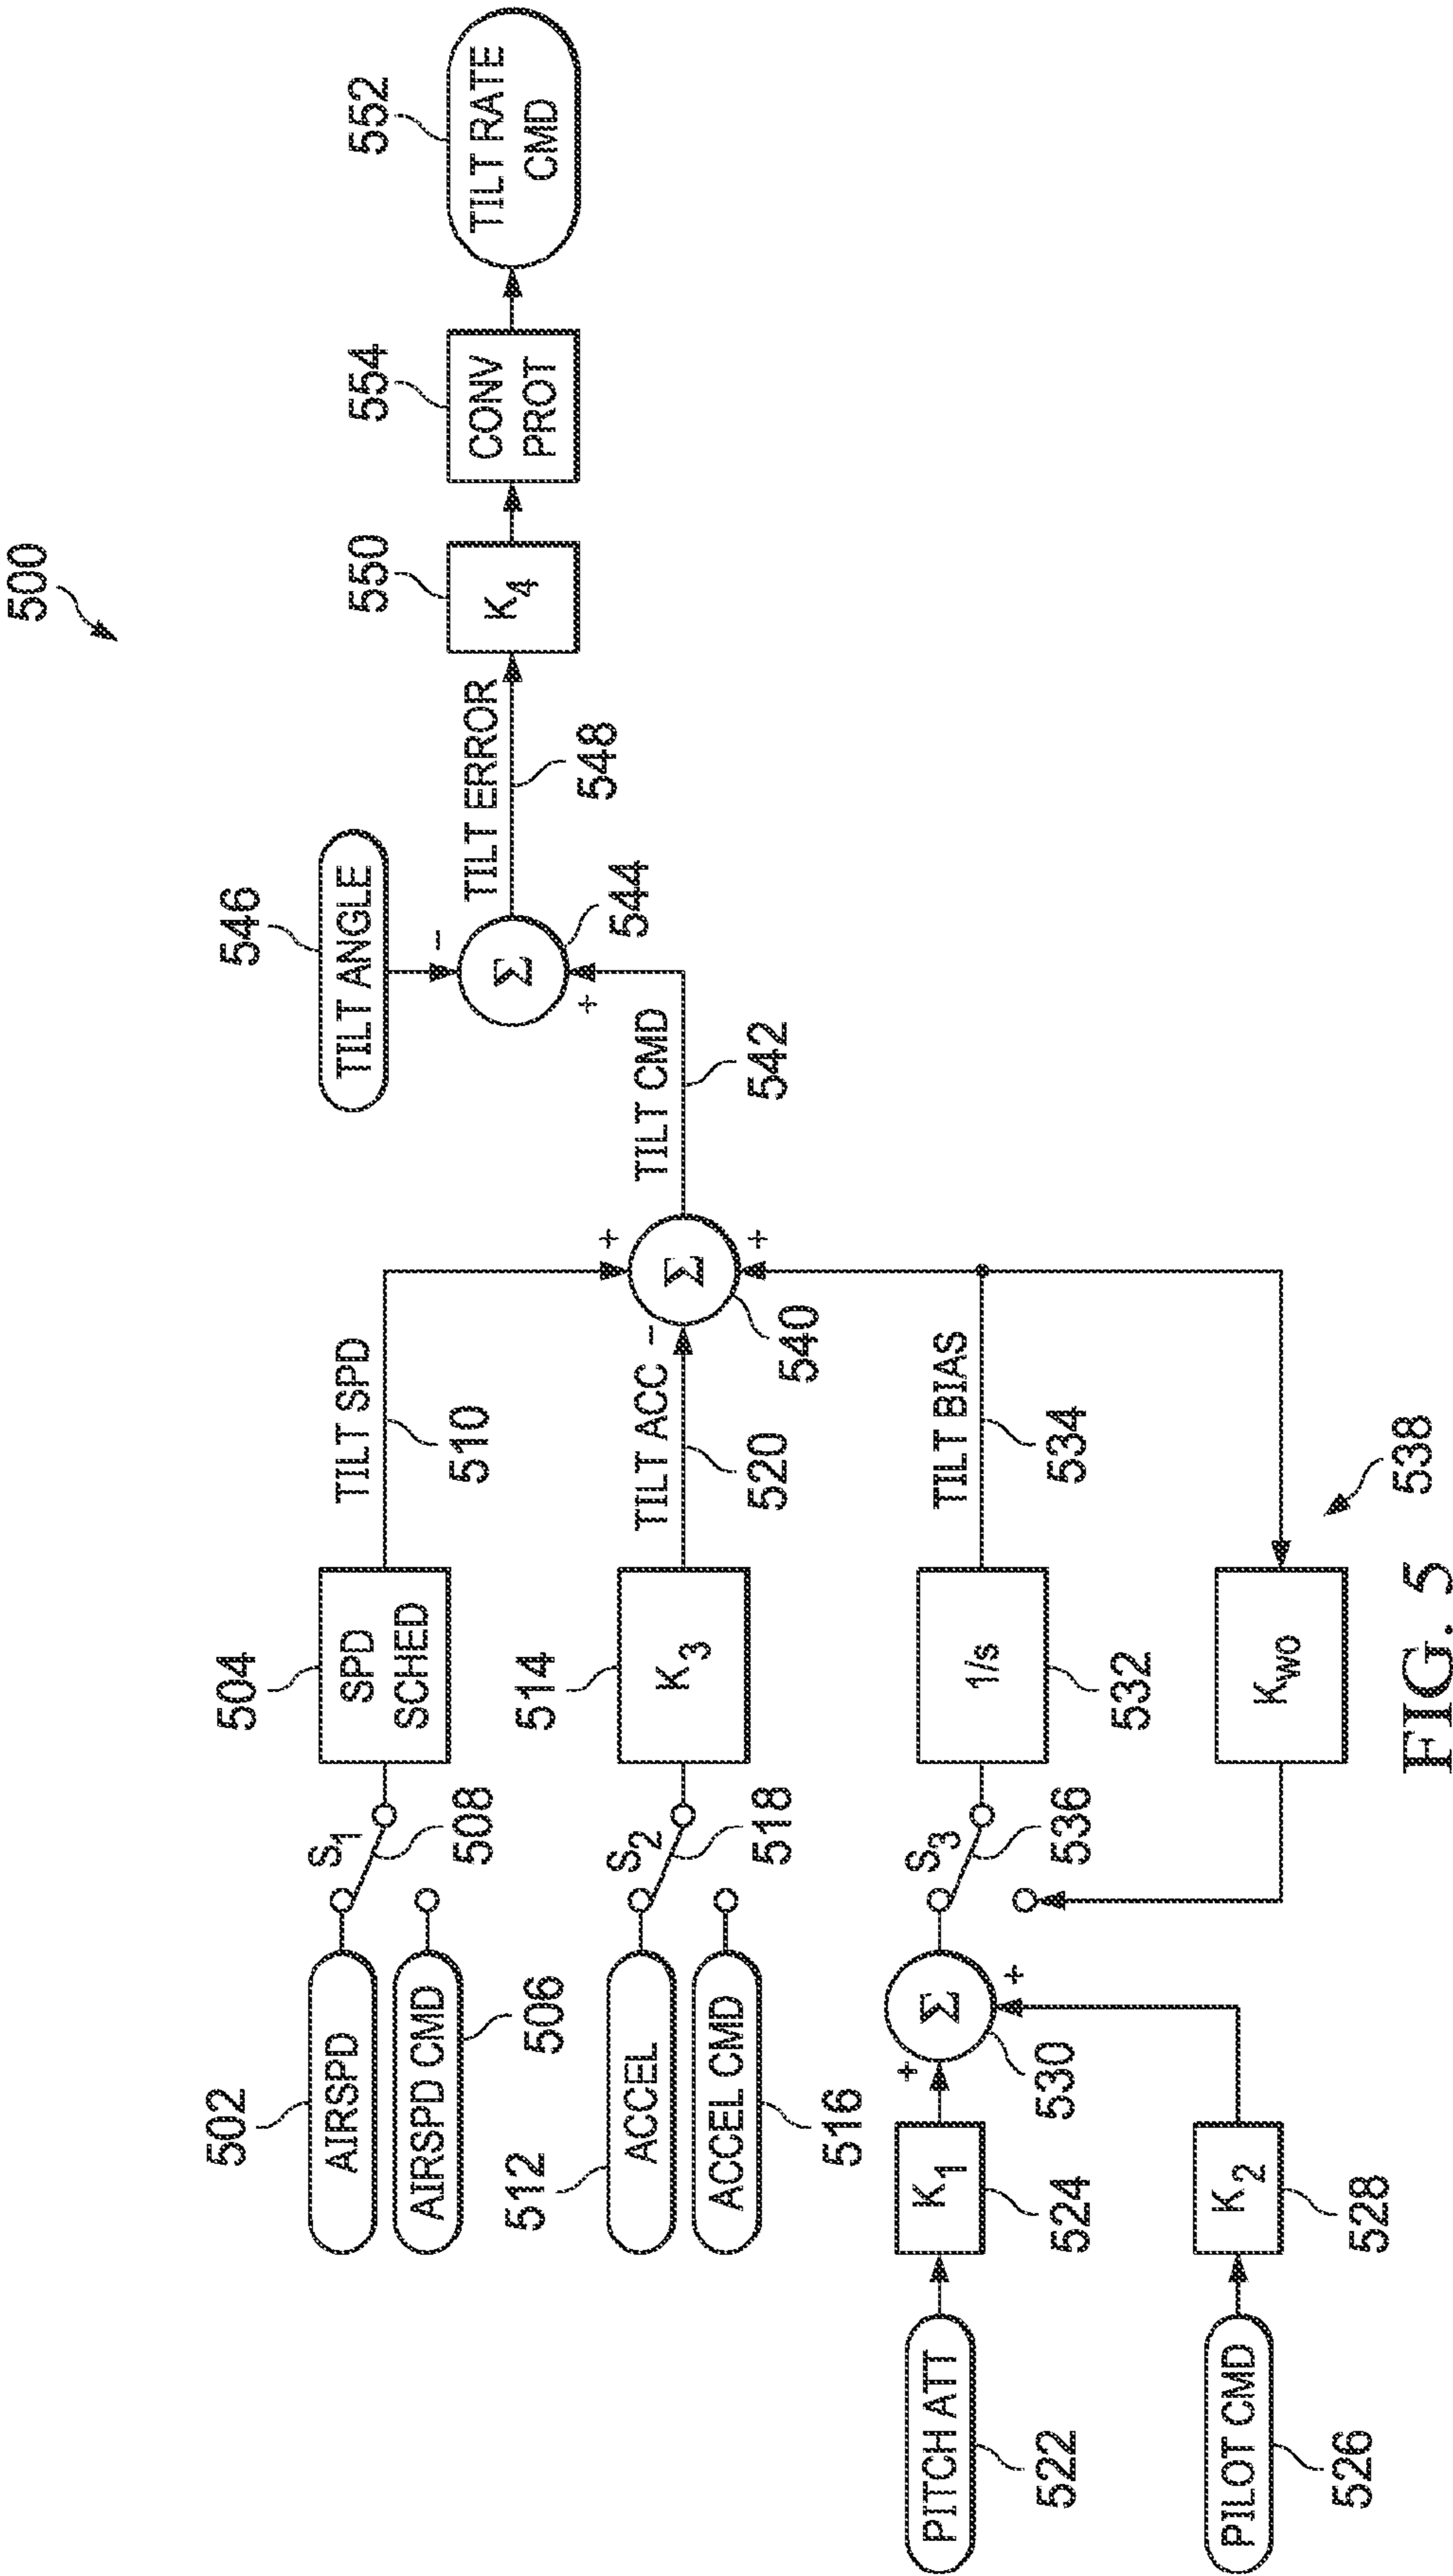 500
502
AIRSPD
AIRSPD CMD
506
S1
508
504
SPD
SCHED
TILT SPD
510
512
ACCEL
ACCEL CMD
516
S2
518
514
K3
TILT ACC
520
−
+
+
540
TILT CMD
542
Σ
546
TILT ANGLE
−
+
Σ
544
TILT ERROR
548
550
K4
554
CONV
PROT
552
TILT RATE
CMD
PITCH ATT
522
K1
524
PILOT CMD
526
K2
528
+
+
Σ
530
S3
536
1/s
532
TILT BIAS
534
KWO
538
FIG. 5